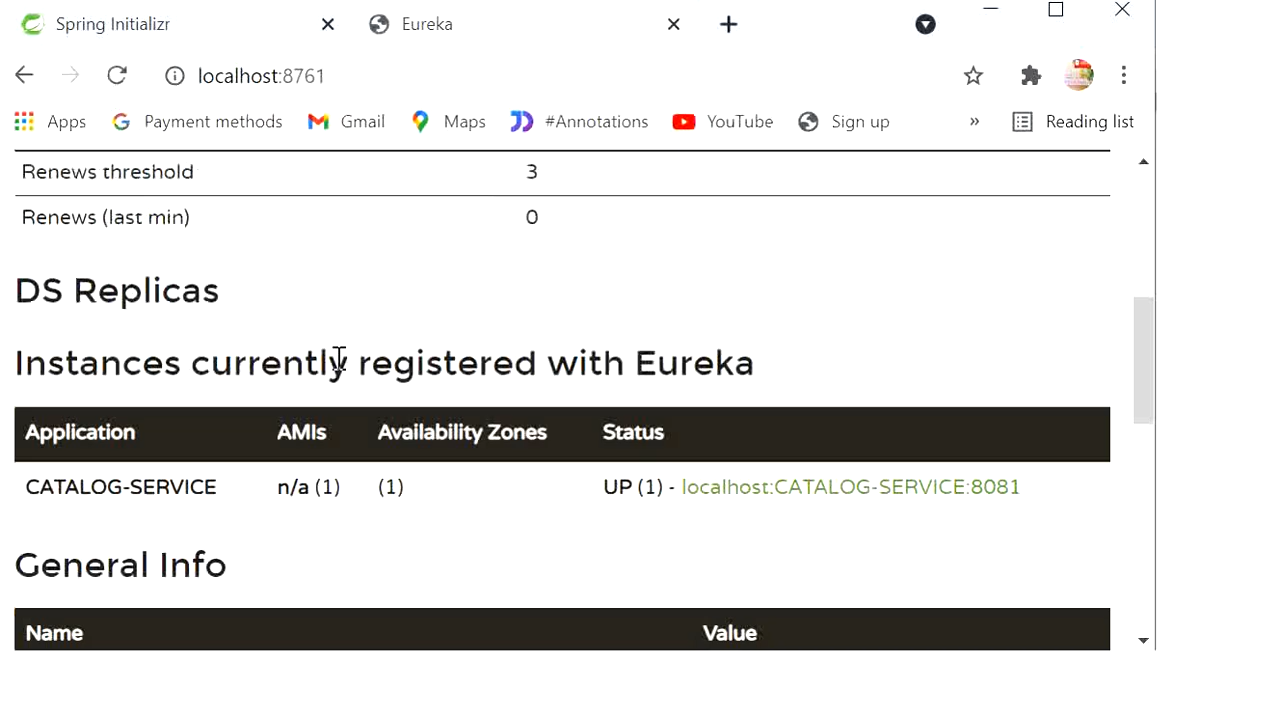 Spring Initializr
Eureka
localhost:8761
Apps
Payment methods
Gmail
Maps
#Annotations
YouTube
Sign up
»
Reading list
Renews threshold 3
Renews (last min) 0
DS Replicas
Instances currently registered with Eureka
Application AMIs Availability Zones Status
CATALOG-SERVICE n/a (1) (1) UP (1) - localhost:CATALOG-SERVICE:8081
General Info
Name Value